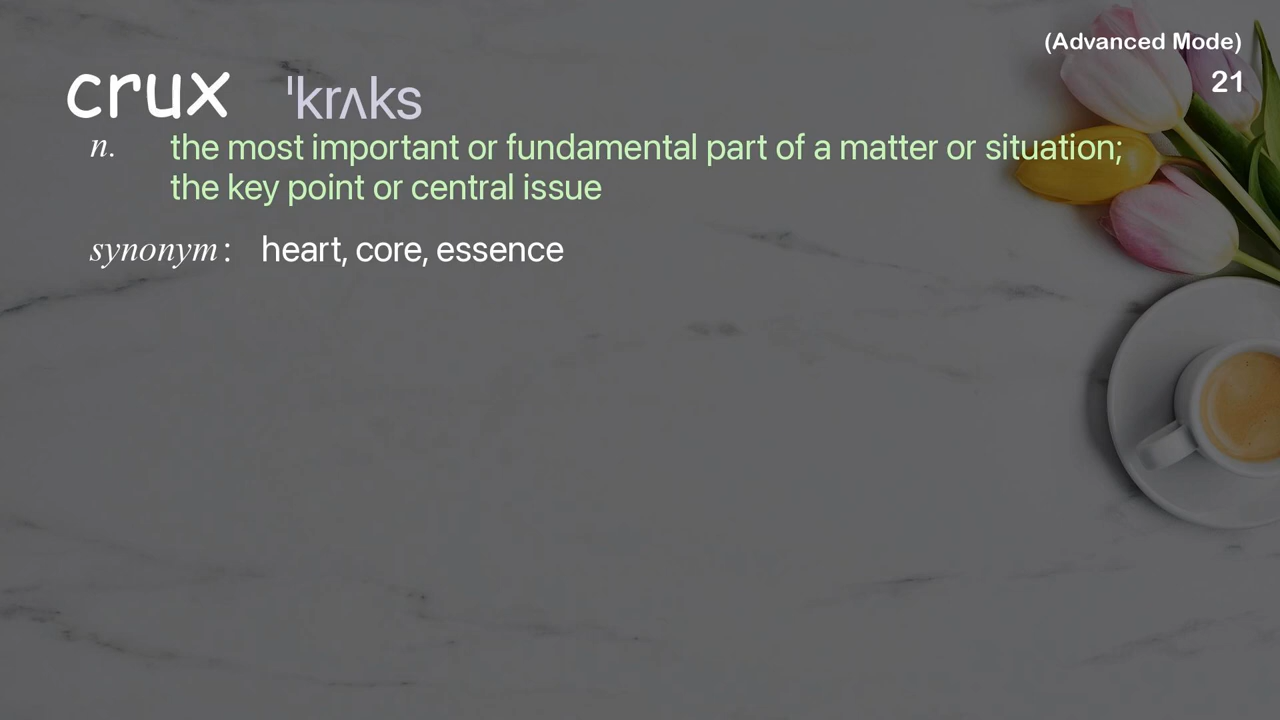 (Advanced Mode)
21
crux ˈkrʌks
n. the most important or fundamental part of a matter or situation;
the key point or central issue
synonym : heart, core, essence